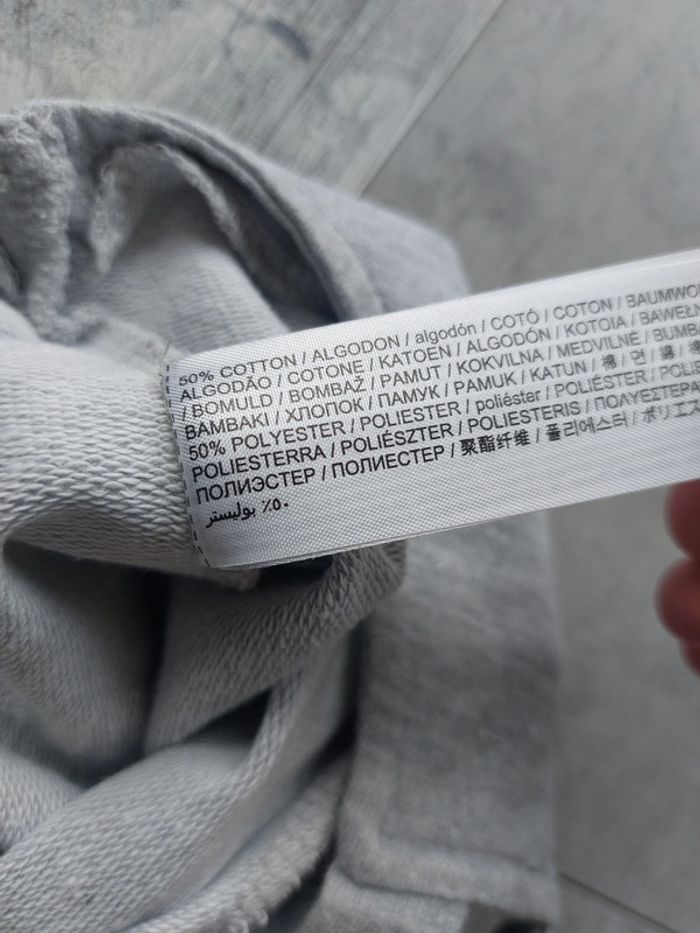 50% COTTON / ALGODON / algodón / COTÓ / COTON / BAUMWO
ALGODÃO / COTONE / KATOEN / ALGODÓN / KOTOIA / BAWEŁN
/ BOMULD / BOMBAŽ / PAMUT / KOKVILNA / MEDVILNĖ / BUMB
BAMBAKI / ХЛОПОК / ПАМУК / PAMUK / KATUN / 棉 / 면 / 綿 /
50% POLYESTER / POLIESTER / poliéster / POLIÉSTER / POLIE
POLIESTERRA / POLIÉSZTER / POLIESTERIS / ΠΟΛΥΕΣΤΕΡ
ПОЛИЭСТЕР / ПОЛИЕСТЕР / 聚酯纤维 / 폴리에스터 / ポリエ
٥٠٪ بوليستر